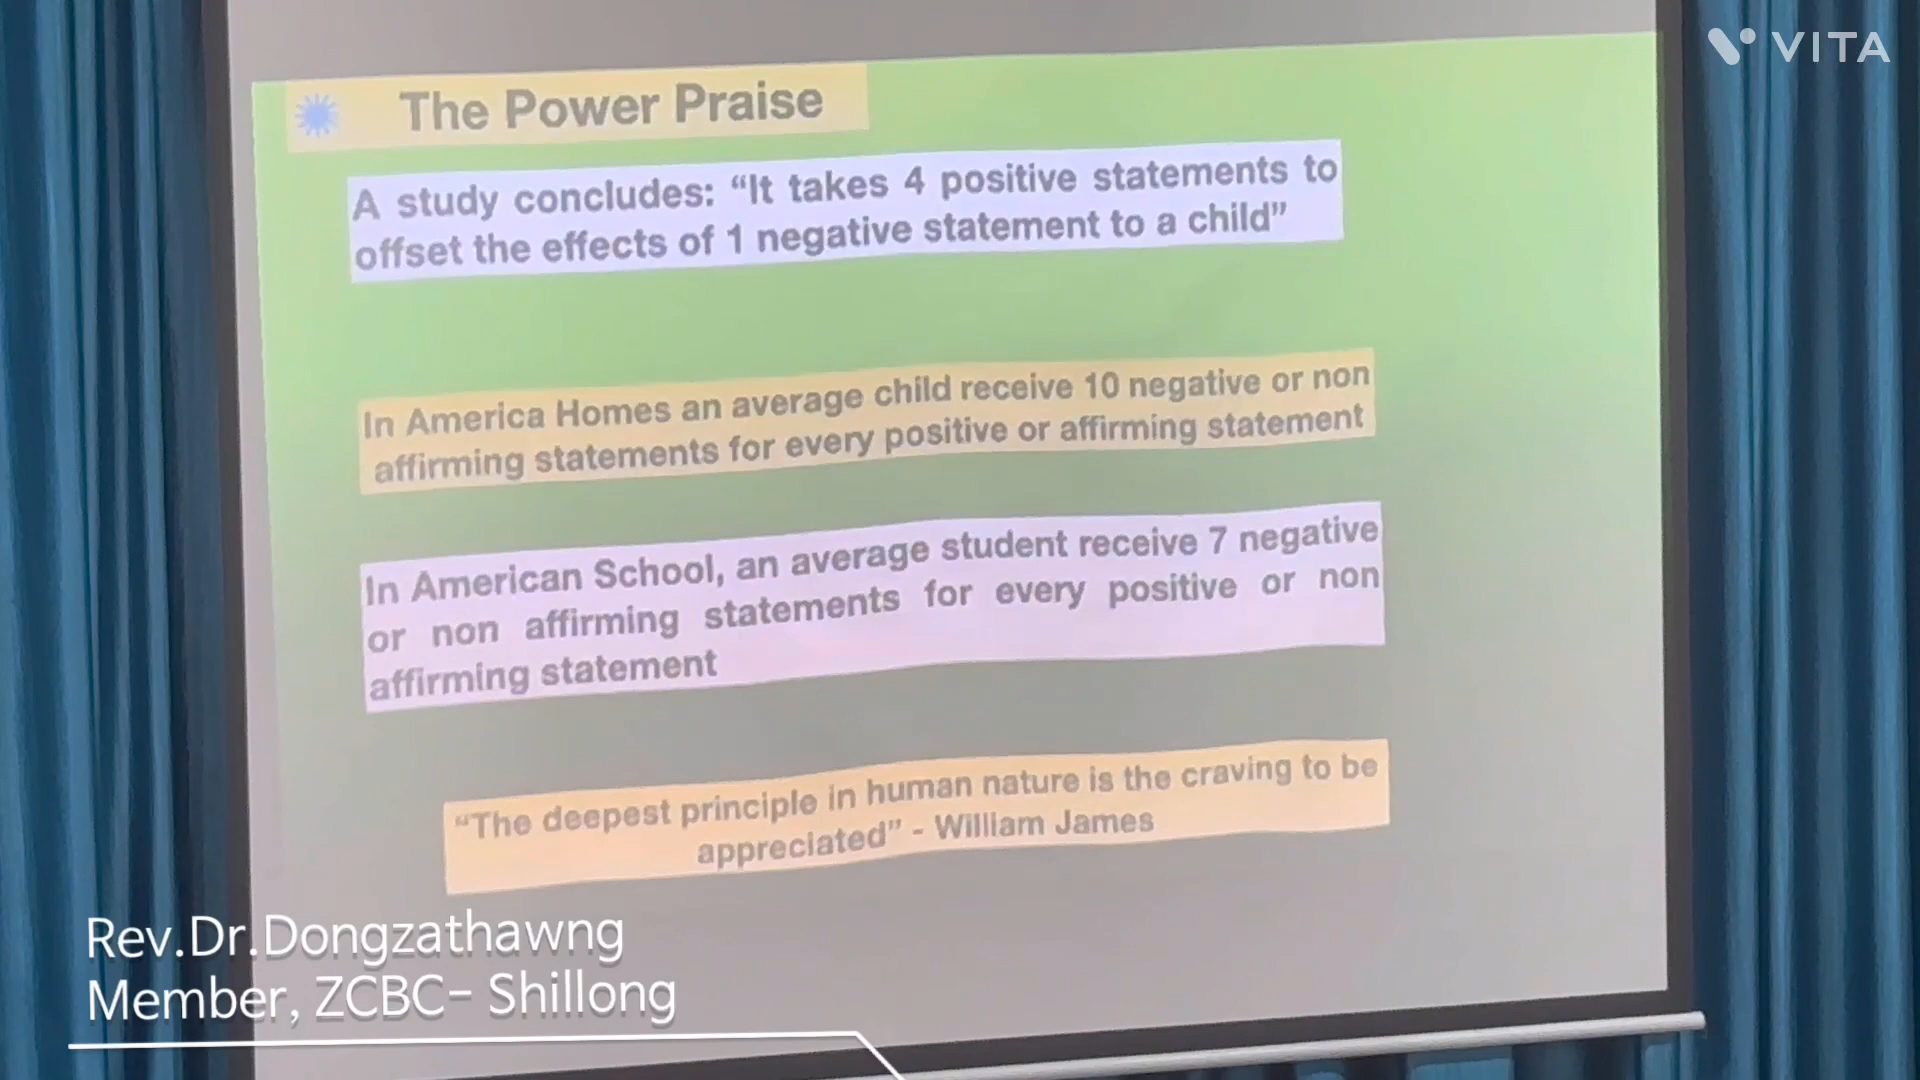 VITA
The Power Praise
A study concludes: “It takes 4 positive statements to
offset the effects of 1 negative statement to a child”
In America Homes an average child receive 10 negative or non
affirming statements for every positive or affirming statement
In American School, an average student receive 7 negative
or non affirming statements for every positive or non
affirming statement
“The deepest principle in human nature is the craving to be
appreciated” - William James
Rev.Dr.Dongzathawng
Member, ZCBC- Shillong